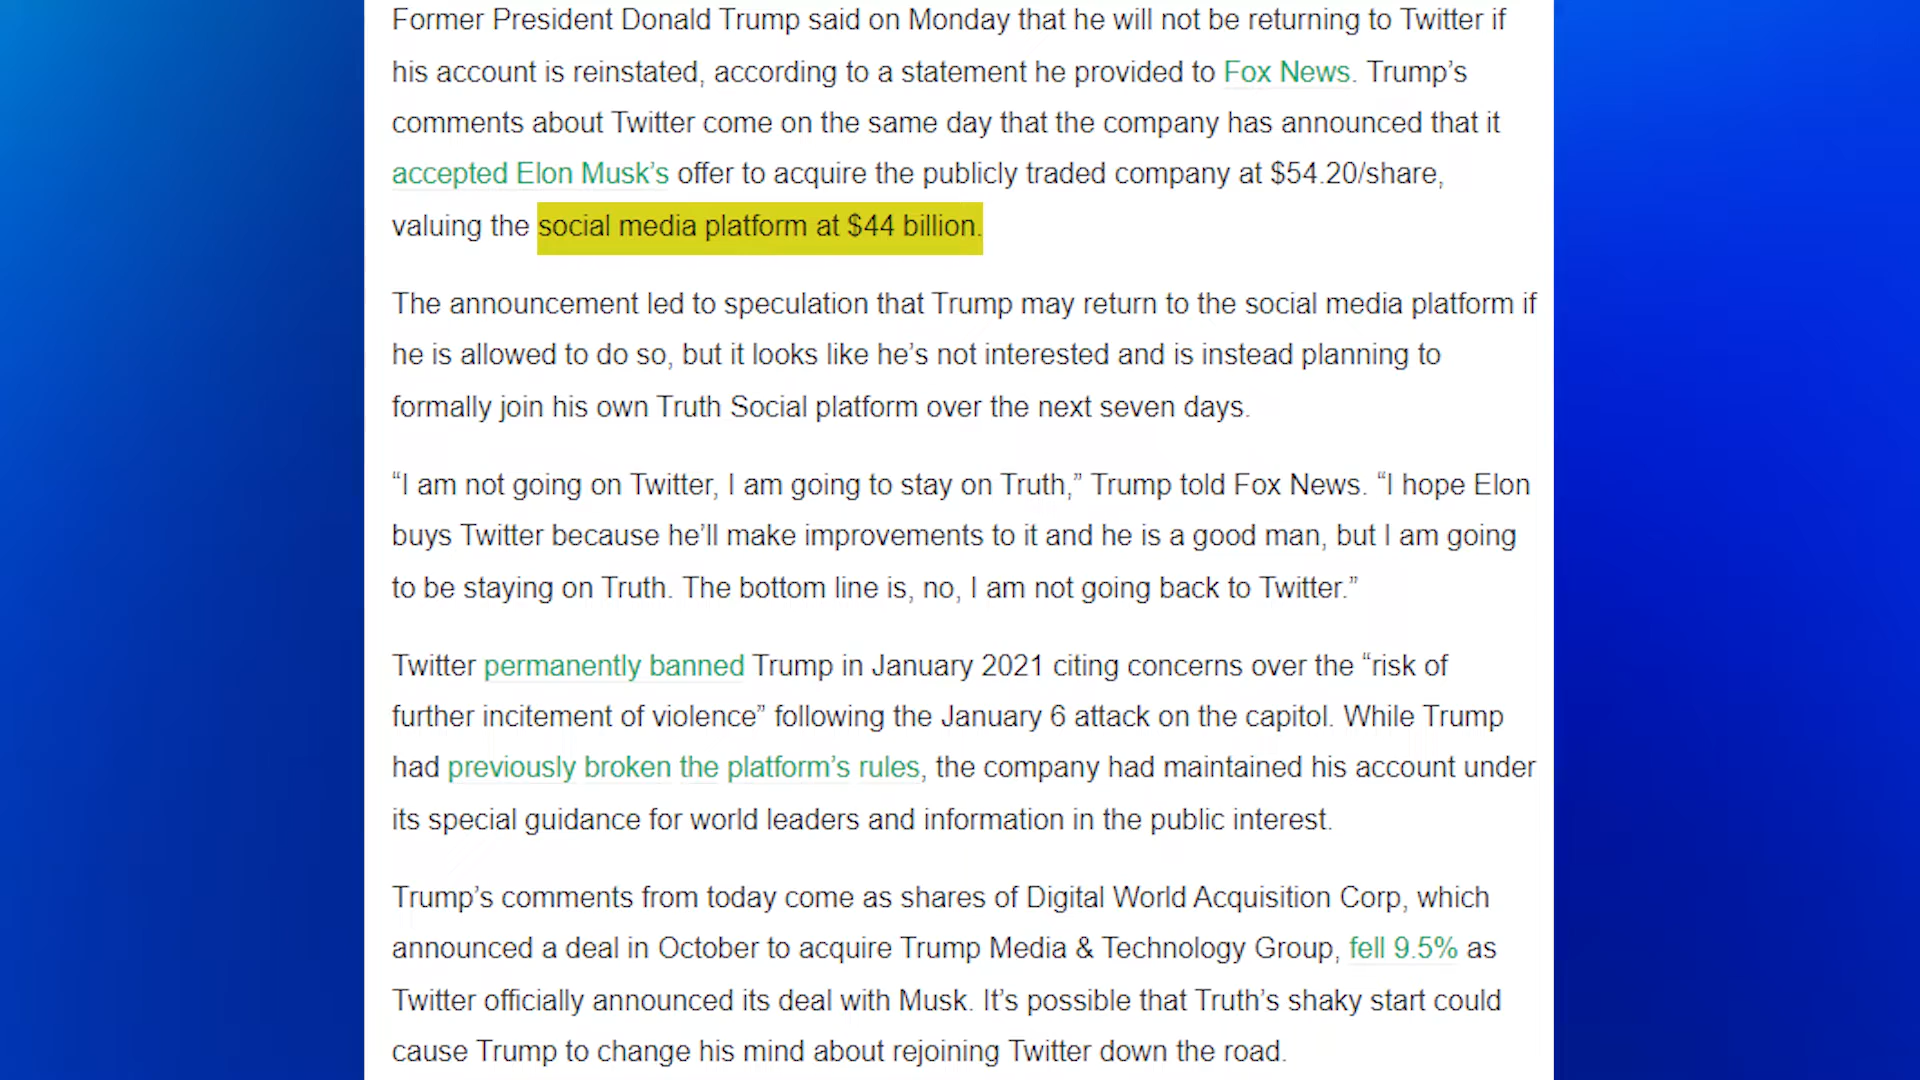 Former President Donald Trump said on Monday that he will not be returning to Twitter if
his account is reinstated, according to a statement he provided to Fox News. Trump’s
comments about Twitter come on the same day that the company has announced that it
accepted Elon Musk’s offer to acquire the publicly traded company at $54.20/share,
valuing the social media platform at $44 billion.
The announcement led to speculation that Trump may return to the social media platform if
he is allowed to do so, but it looks like he’s not interested and is instead planning to
formally join his own Truth Social platform over the next seven days.
“I am not going on Twitter, I am going to stay on Truth,” Trump told Fox News. “I hope Elon
buys Twitter because he’ll make improvements to it and he is a good man, but I am going
to be staying on Truth. The bottom line is, no, I am not going back to Twitter.”
Twitter permanently banned Trump in January 2021 citing concerns over the “risk of
further incitement of violence” following the January 6 attack on the capitol. While Trump
had previously broken the platform’s rules, the company had maintained his account under
its special guidance for world leaders and information in the public interest.
Trump’s comments from today come as shares of Digital World Acquisition Corp, which
announced a deal in October to acquire Trump Media & Technology Group, fell 9.5% as
Twitter officially announced its deal with Musk. It’s possible that Truth’s shaky start could
cause Trump to change his mind about rejoining Twitter down the road.